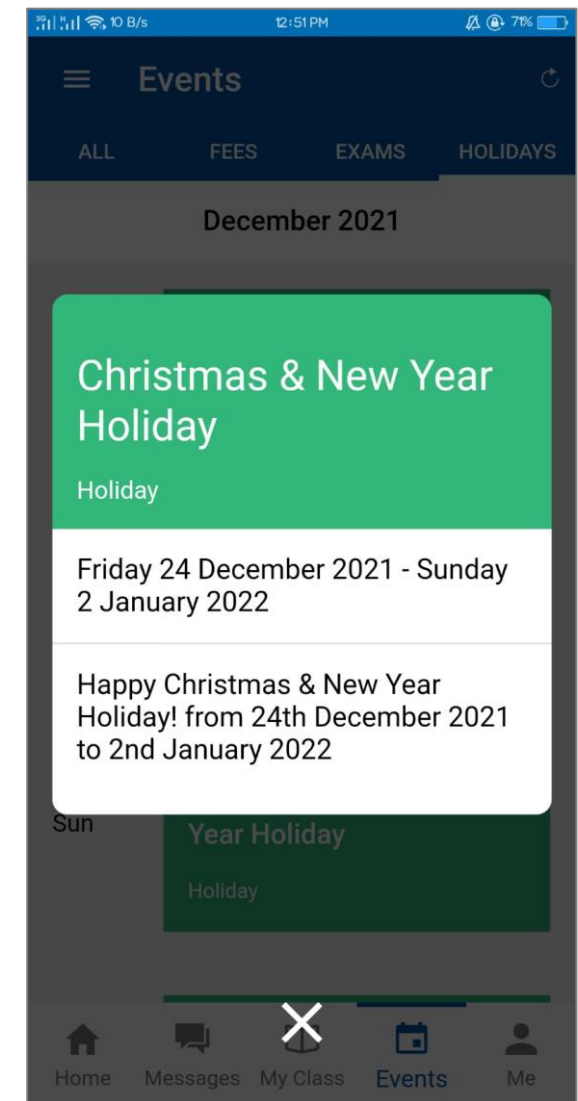 3G 10 B/s 12:51 PM 71%
Events
ALL FEES EXAMS HOLIDAYS
December 2021
Christmas & New Year
Holiday
Holiday
Friday 24 December 2021 - Sunday
2 January 2022
Happy Christmas & New Year
Holiday! from 24th December 2021
to 2nd January 2022
Sun
Year Holiday
Holiday
Home Messages My Class Events Me